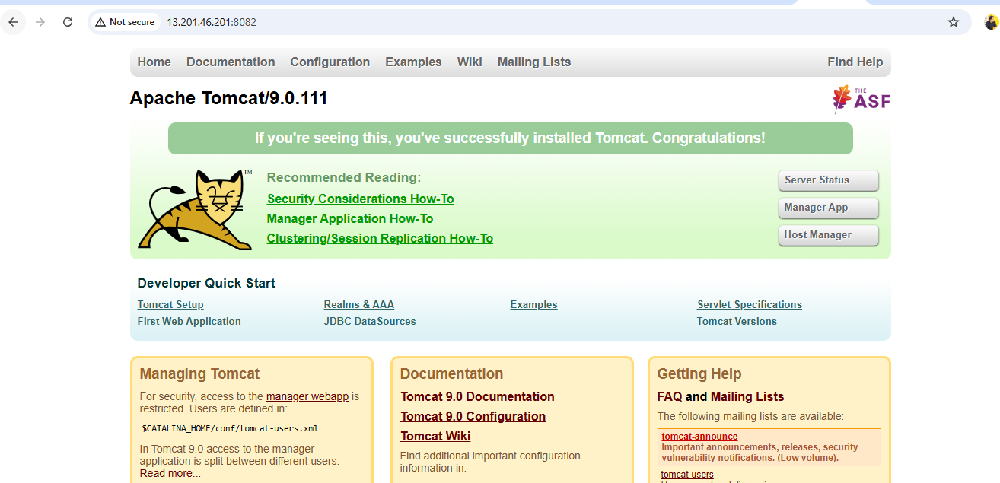 Not secure 13.201.46.201:8082
Home Documentation Configuration Examples Wiki Mailing Lists Find Help
Apache Tomcat/9.0.111
THE
ASF
If you're seeing this, you've successfully installed Tomcat. Congratulations!
TM
Recommended Reading:
Security Considerations How-To
Manager Application How-To
Clustering/Session Replication How-To
Server Status
Manager App
Host Manager
Developer Quick Start
Tomcat Setup
First Web Application
Realms & AAA
JDBC DataSources
Examples
Servlet Specifications
Tomcat Versions
Managing Tomcat
For security, access to the manager webapp is
restricted. Users are defined in:
$CATALINA_HOME/conf/tomcat-users.xml
In Tomcat 9.0 access to the manager
application is split between different users.
Read more...
Documentation
Tomcat 9.0 Documentation
Tomcat 9.0 Configuration
Tomcat Wiki
Find additional important configuration
information in:
Getting Help
FAQ and Mailing Lists
The following mailing lists are available:
tomcat-announce
Important announcements, releases, security
vulnerability notifications. (Low volume).
tomcat-users